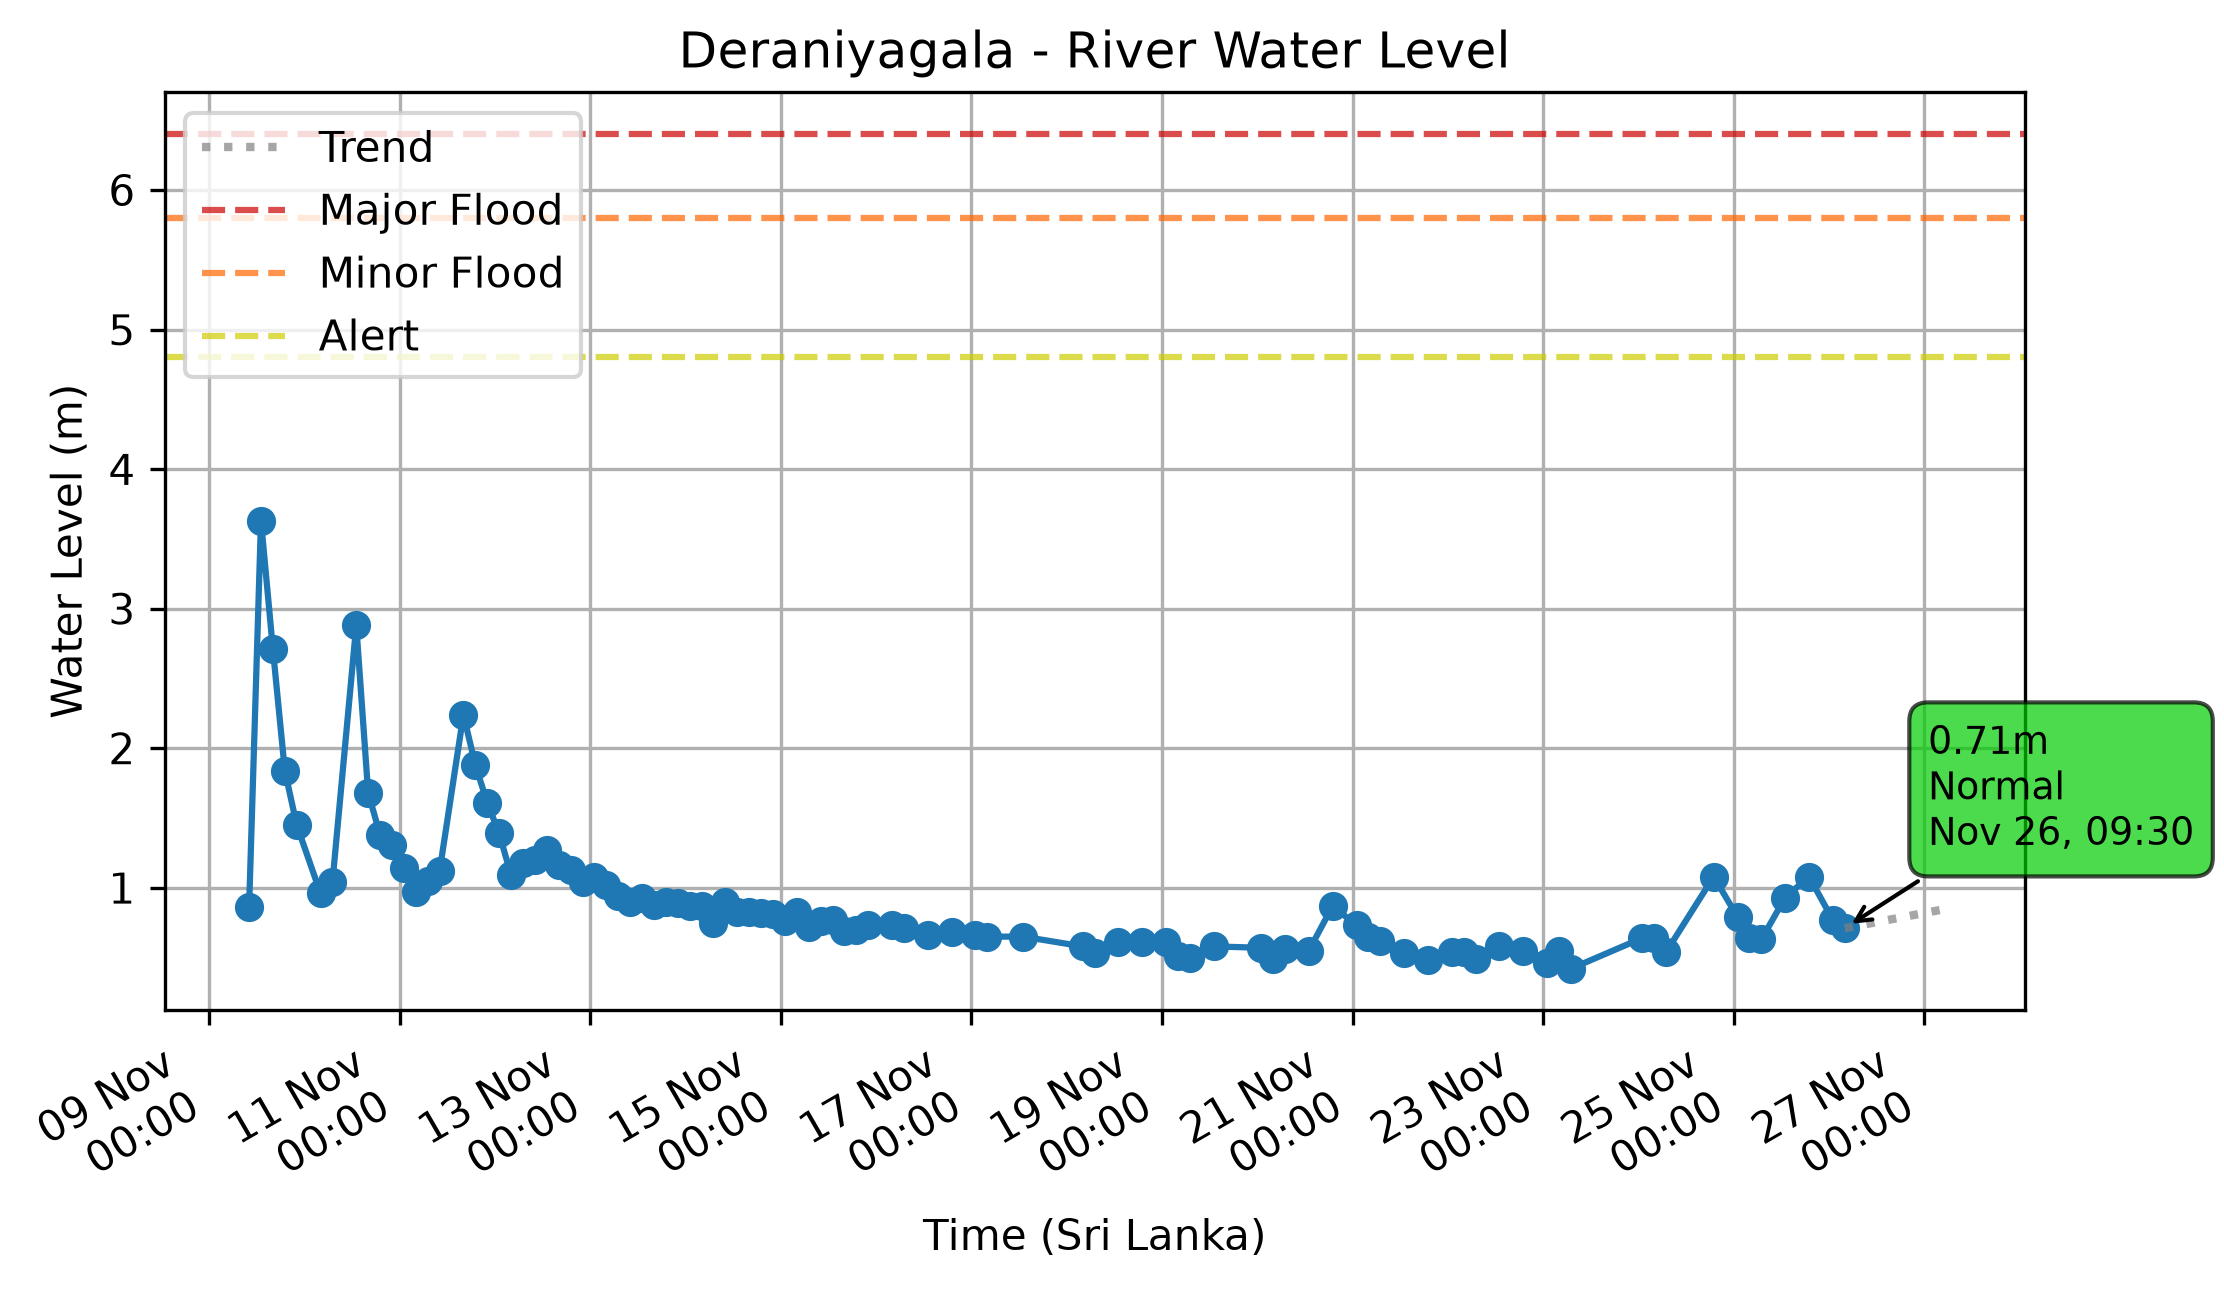 Deraniyagala - River Water Level
Trend
Major Flood
Minor Flood
Alert
Water Level (m)
6
5
4
3
2
1
0.71m
Normal
Nov 26, 09:30
09 Nov
00:00
11 Nov
00:00
13 Nov
00:00
15 Nov
00:00
17 Nov
00:00
19 Nov
00:00
21 Nov
00:00
23 Nov
00:00
25 Nov
00:00
27 Nov
00:00
Time (Sri Lanka)